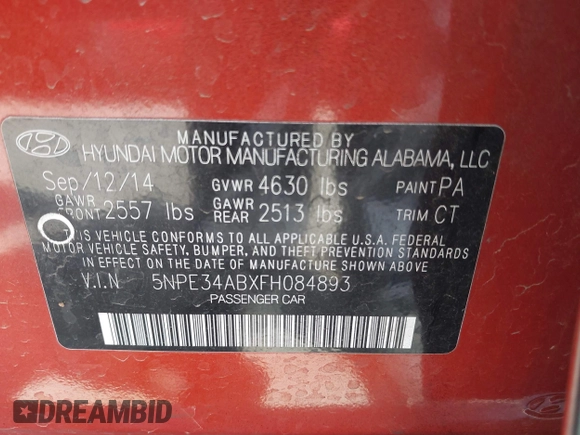 MANUFACTURED BY
HYUNDAI MOTOR MANUFACTURING ALABAMA, LLC
Sep/12/14 GVWR 4630 lbs PAINT PA
GAWR FRONT 2557 lbs GAWR REAR 2513 lbs TRIM CT
THIS VEHICLE CONFORMS TO ALL APPLICABLE U.S.A. FEDERAL
MOTOR VEHICLE SAFETY, BUMPER, AND THEFT PREVENTION STANDARDS
IN EFFECT ON THE DATE OF MANUFACTURE SHOWN ABOVE
V.I.N 5NPE34ABXFH084893
PASSENGER CAR
DREAMBID